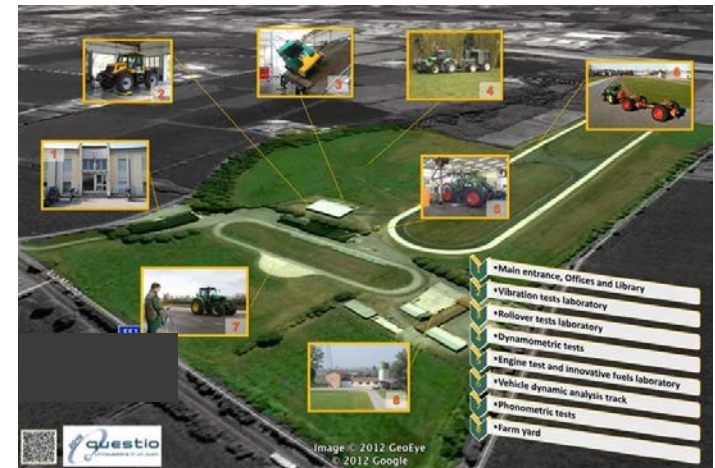 2
3
4
6
1
5
7
8
•Main entrance, Offices and Library
•Vibration tests laboratory
•Rollover tests laboratory
•Dynamometric tests
•Engine test and innovative fuels laboratory
•Vehicle dynamic analysis track
•Phonometric tests
•Farm yard
questio
Image © 2012 GeoEye
© 2012 Google